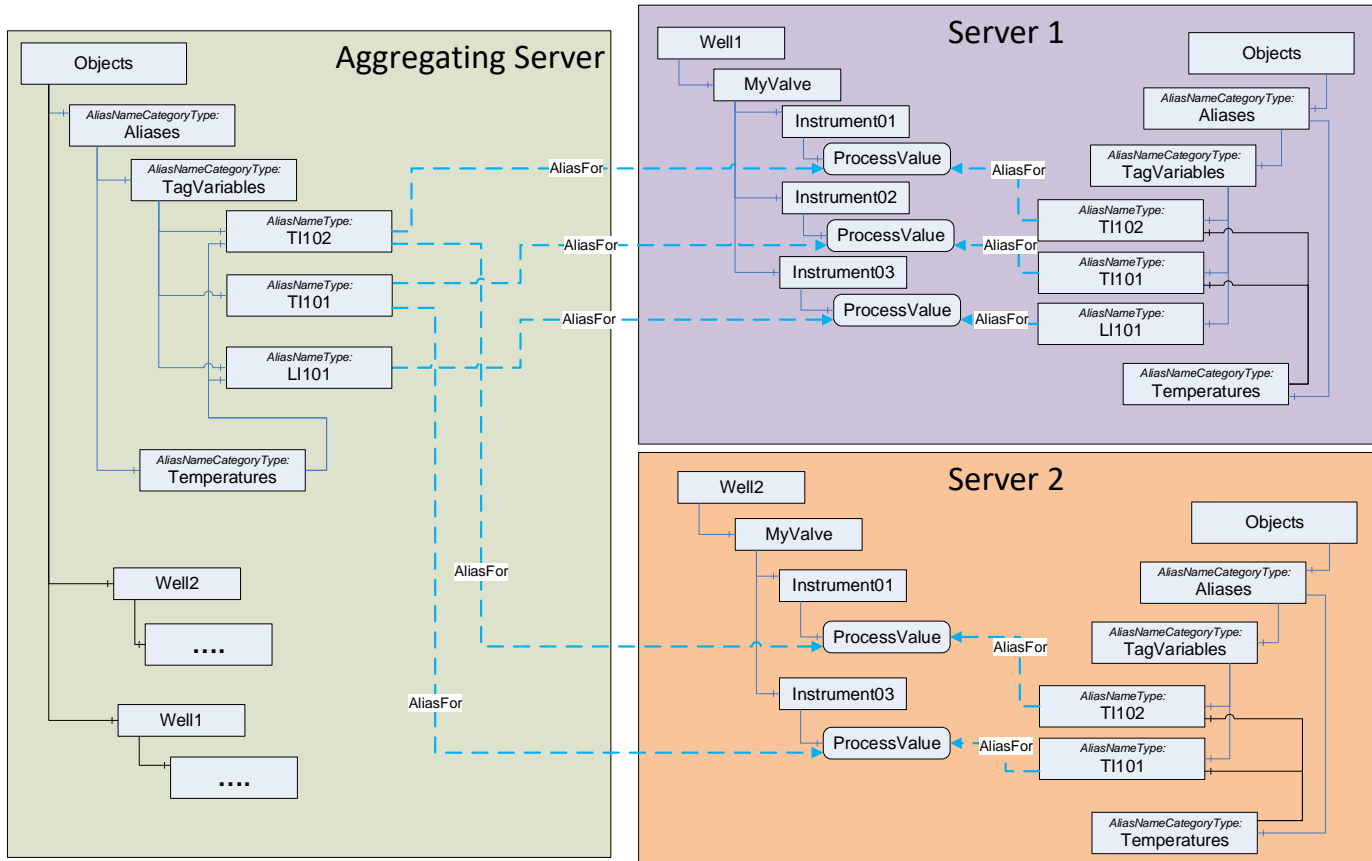 Aggregating Server
Objects
AliasNameCategoryType:
Aliases
AliasNameCategoryType:
TagVariables
AliasNameType:
TI102
AliasNameType:
TI101
AliasNameType:
LI101
AliasNameCategoryType:
Temperatures
Well2
....
Well1
....
AliasFor
AliasFor
AliasFor
AliasFor
AliasFor
Server 1
Well1
MyValve
Instrument01
ProcessValue
Instrument02
ProcessValue
Instrument03
ProcessValue
AliasFor
AliasFor
AliasFor
Objects
AliasNameCategoryType:
Aliases
AliasNameCategoryType:
TagVariables
AliasNameType:
TI102
AliasNameType:
TI101
AliasNameType:
LI101
AliasNameCategoryType:
Temperatures
Server 2
Well2
MyValve
Instrument01
ProcessValue
Instrument03
ProcessValue
AliasFor
AliasFor
Objects
AliasNameCategoryType:
Aliases
AliasNameCategoryType:
TagVariables
AliasNameType:
TI102
AliasNameType:
TI101
AliasNameCategoryType:
Temperatures